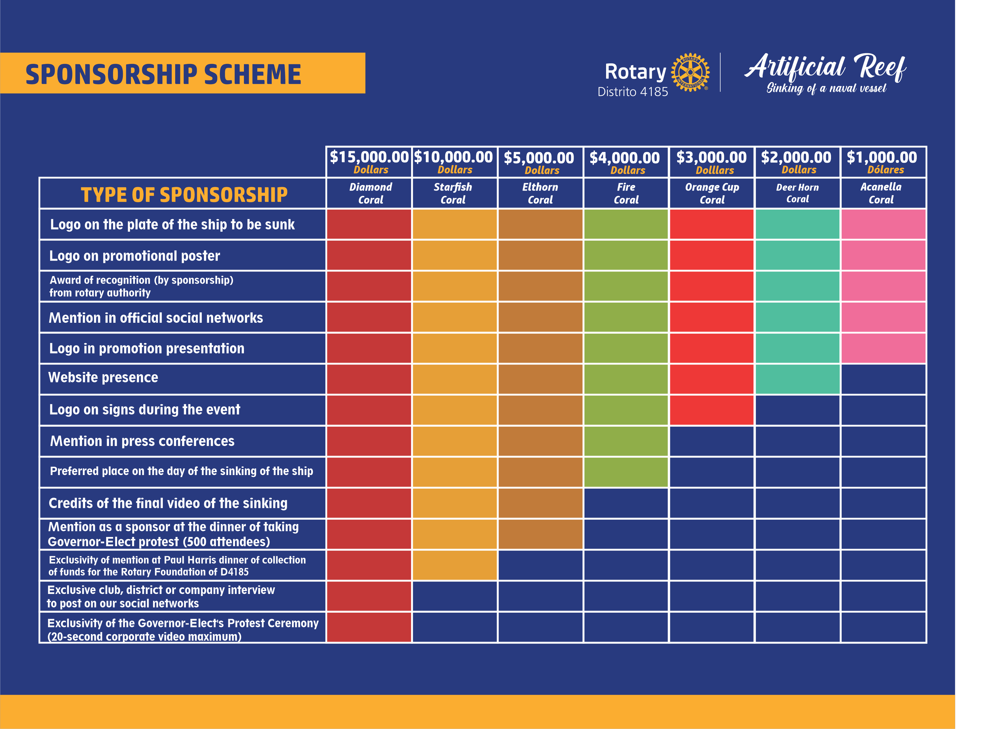 SPONSORSHIP SCHEME
Rotary
Distrito 4185
ROTARY
INTERNATIONAL
®
Artificial Reef
Sinking of a naval vessel
$15,000.00 $10,000.00 $5,000.00 $4,000.00 $3,000.00 $2,000.00 $1,000.00
Dollars Dollars Dollars Dollars Dolllars Dollars Dólares
TYPE OF SPONSORSHIP
Diamond Starfish Elthorn Fire Orange Cup Deer Horn Acanella
Coral Coral Coral Coral Coral Coral Coral
Logo on the plate of the ship to be sunk
Logo on promotional poster
Award of recognition (by sponsorship)
from rotary authority
Mention in official social networks
Logo in promotion presentation
Website presence
Logo on signs during the event
Mention in press conferences
Preferred place on the day of the sinking of the ship
Credits of the final video of the sinking
Mention as a sponsor at the dinner of taking
Governor-Elect protest (500 attendees)
Exclusivity of mention at Paul Harris dinner of collection
of funds for the Rotary Foundation of D4185
Exclusive club, district or company interview
to post on our social networks
Exclusivity of the Governor-Elect's Protest Ceremony
(20-second corporate video maximum)